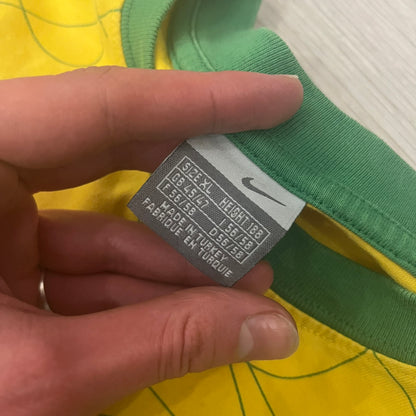 SIZE XL HEIGHT 188
GB 45/47 I 56/58
F 56/58 D 56/58
MADE IN TURKEY
FABRIQUE EN TURQUIE